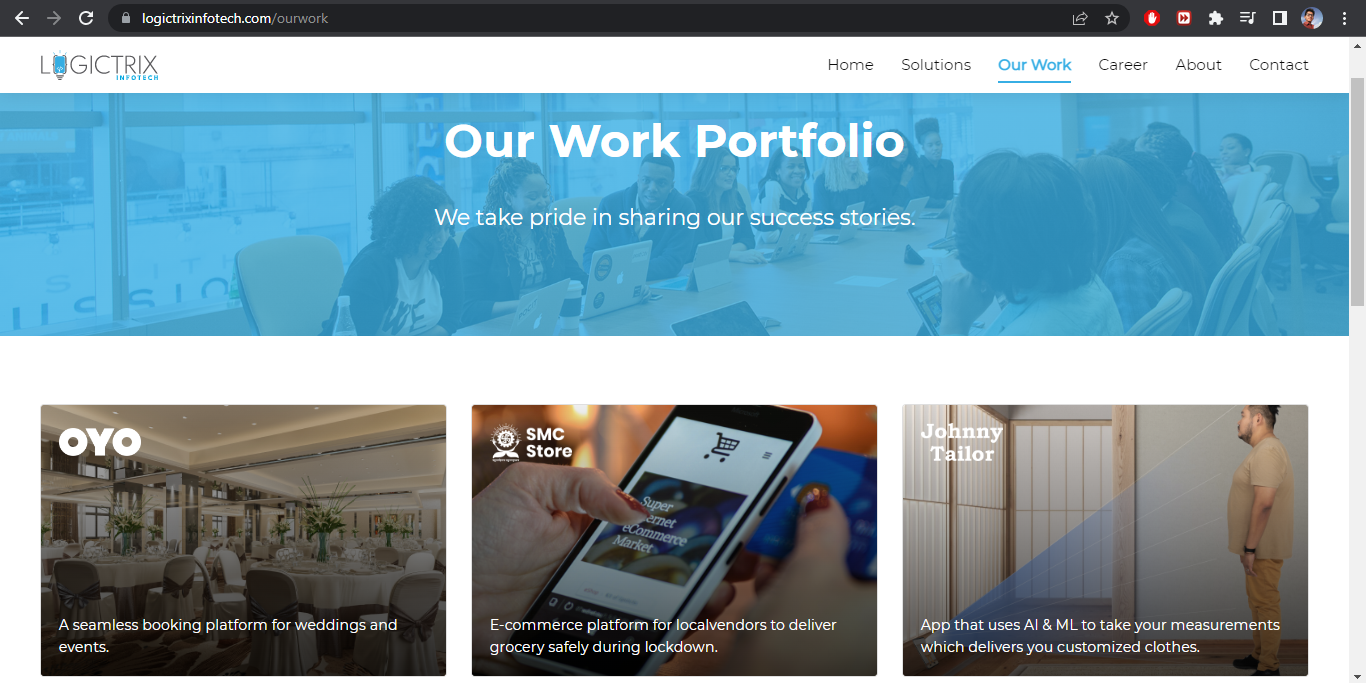 logictrixinfotech.com/ourwork
LOGICTRIX
INFOTECH
Home
Solutions
Our Work
Career
About
Contact
Our Work Portfolio
We take pride in sharing our success stories.
OYO
A seamless booking platform for weddings and
events.
SMC
Store
Super
Internet
eCommerce
Market
E-commerce platform for localvendors to deliver
grocery safely during lockdown.
Johnny
Tailor
App that uses AI & ML to take your measurements
which delivers you customized clothes.